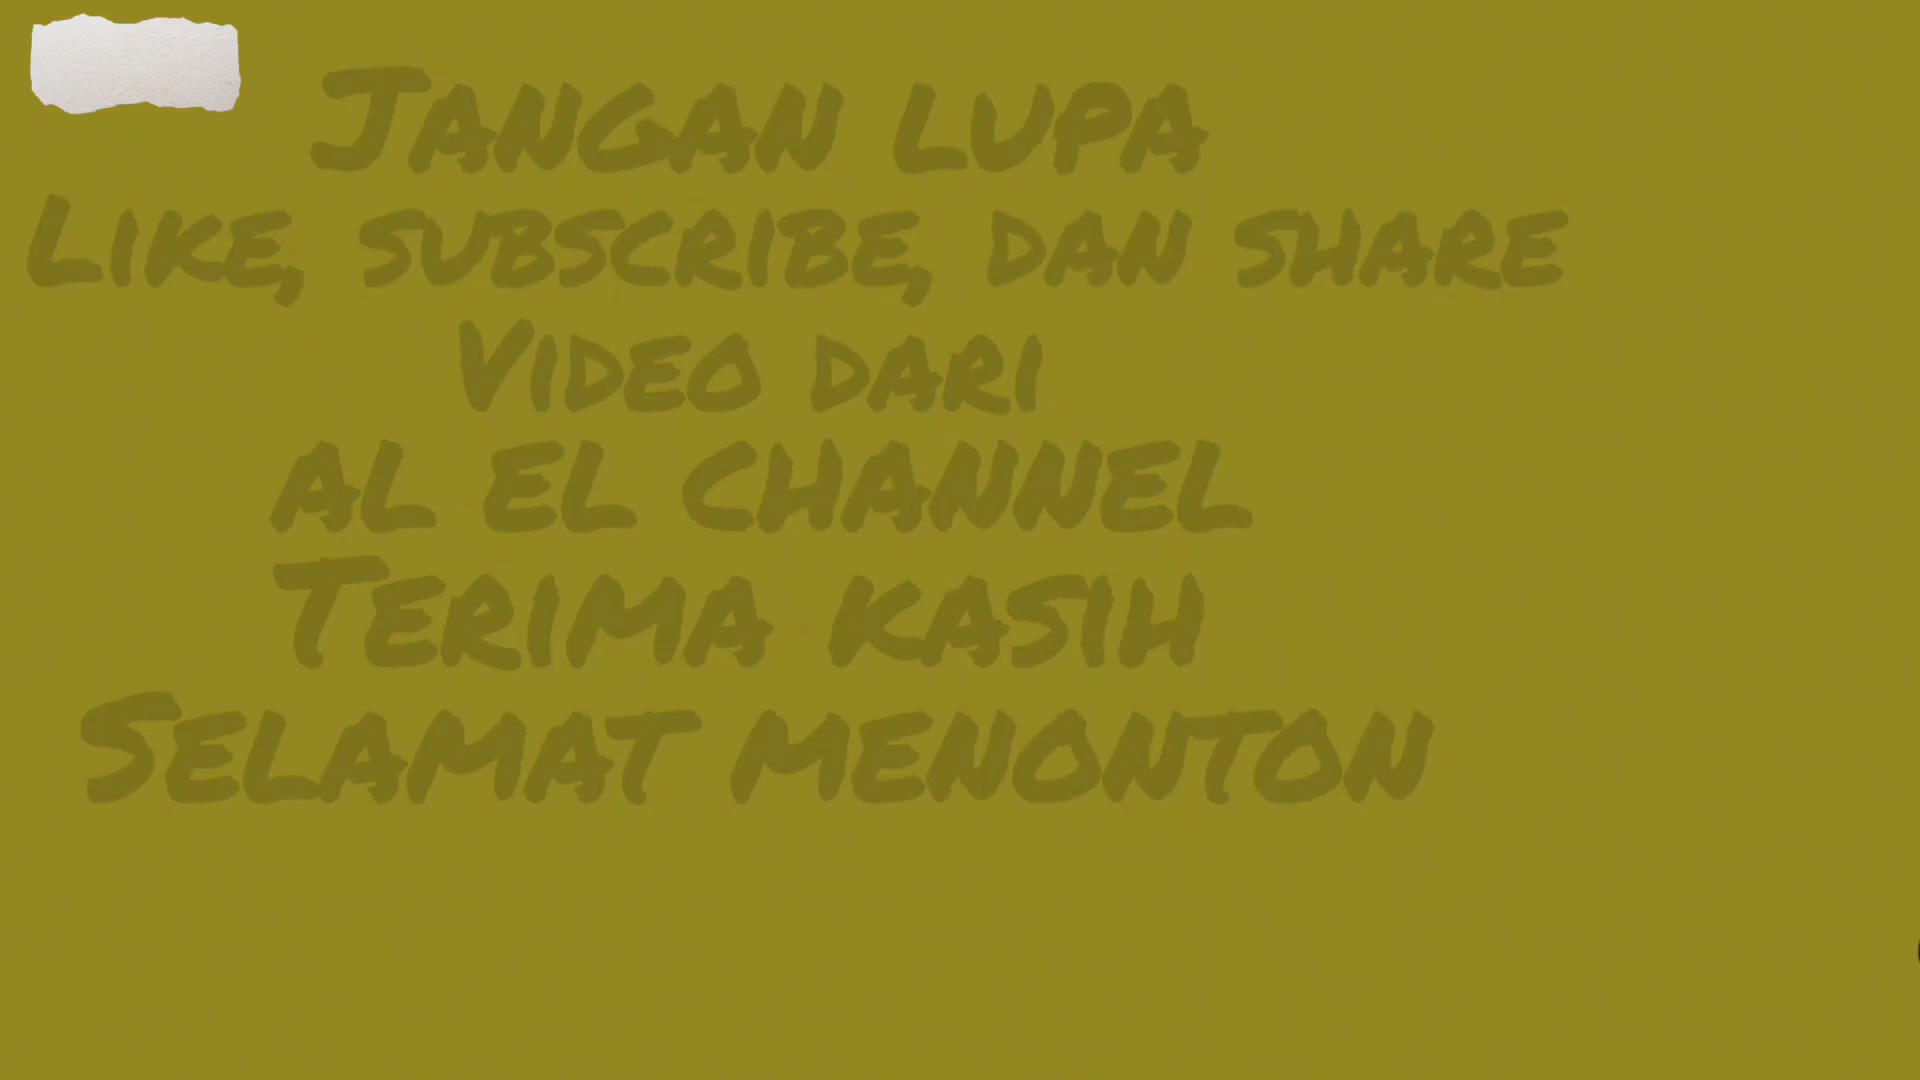 Jangan lupa
Like, subscribe, dan share
Video dari
AL EL CHANNEL
Terima kasih
Selamat menonton